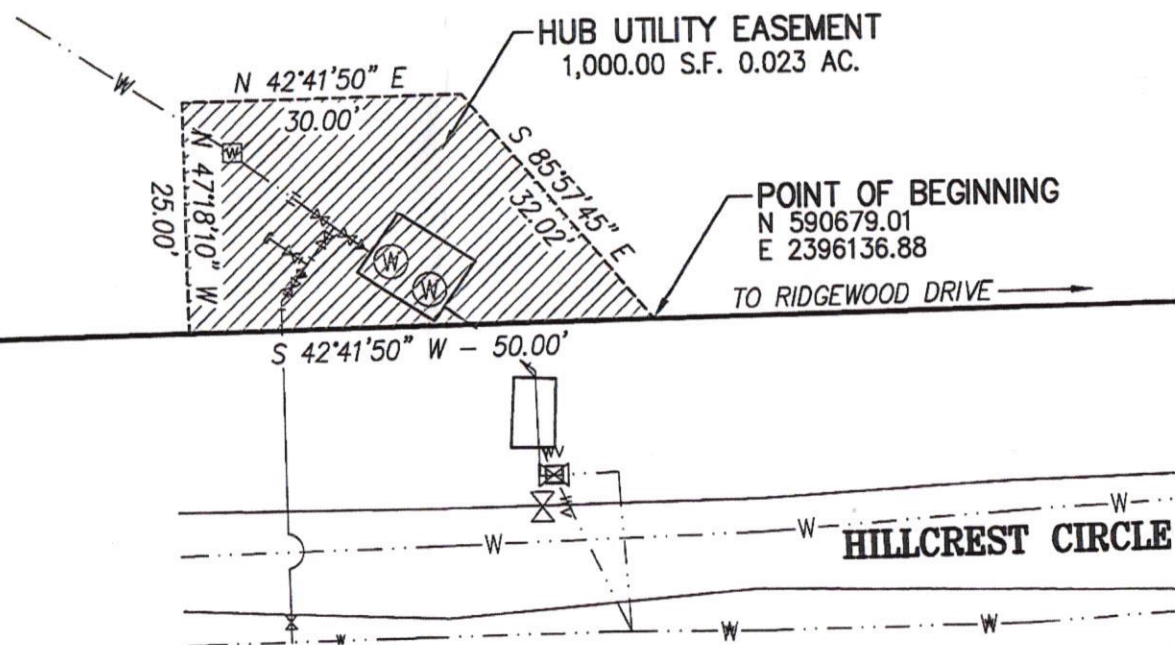 HUB UTILITY EASEMENT
1,000.00 S.F. 0.023 AC.
N 42°41'50" E
30.00'
W
S 85°57'45" E
32.02'
W
N 47°18'10" W
25.00'
POINT OF BEGINNING
N 590679.01
E 2396136.88
W
W
TO RIDGEWOOD DRIVE
S 42°41'50" W - 50.00'
WV
W
W
W
HILLCREST CIRCLE
W
W
W